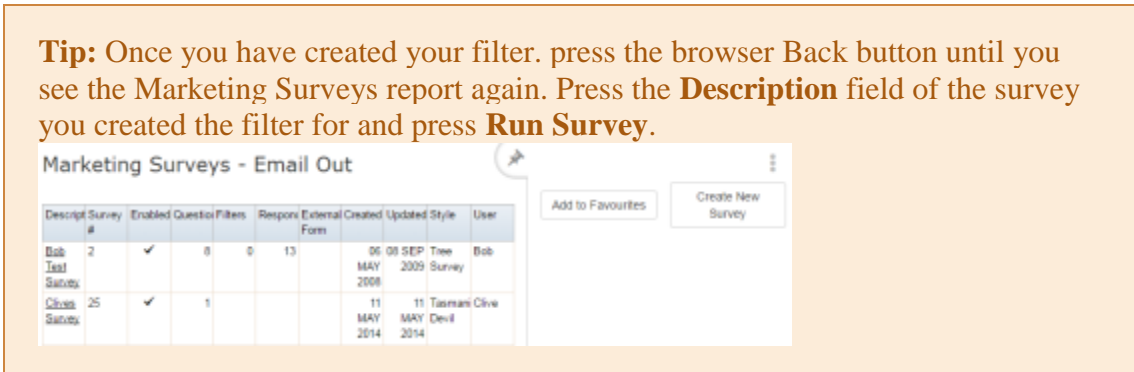 Tip: Once you have created your filter. press the browser Back button until you
see the Marketing Surveys report again. Press the Description field of the survey
you created the filter for and press Run Survey.
Marketing Surveys - Email Out
Add to Favourites
Create New
Survey
Descript Survey Enabled Questio Filters Respon External Created Updated Style User
# Form
Bob 2 ✓ 8 0 13 06 08 SEP Tree Bob
Test MAY 2009 Survey
Survey 2008
Clives 25 ✓ 1 11 11 Tasmani Clive
Survey MAY MAY Devil
2014 2014